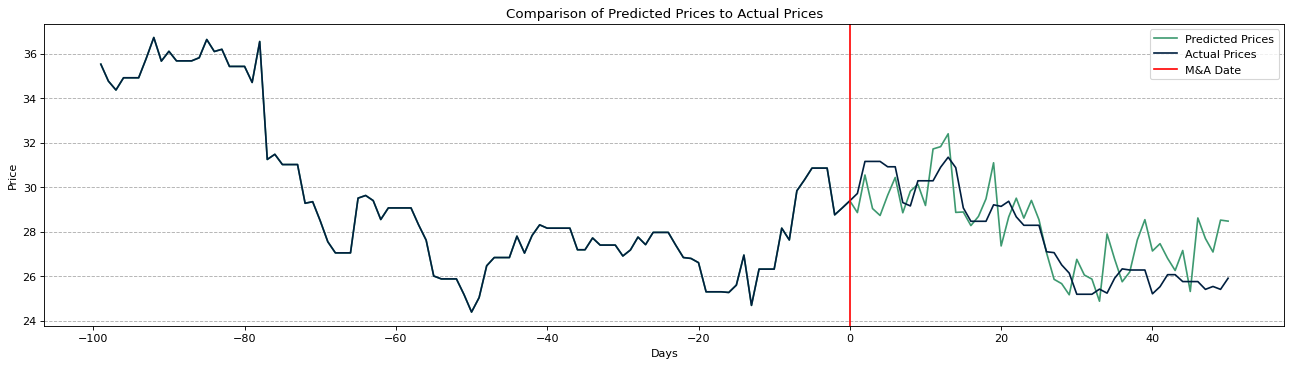 Comparison of Predicted Prices to Actual Prices
Predicted Prices
Actual Prices
M&A Date
Price
36
34
32
30
28
26
24
−100
−80
−60
−40
−20
0
20
40
Days